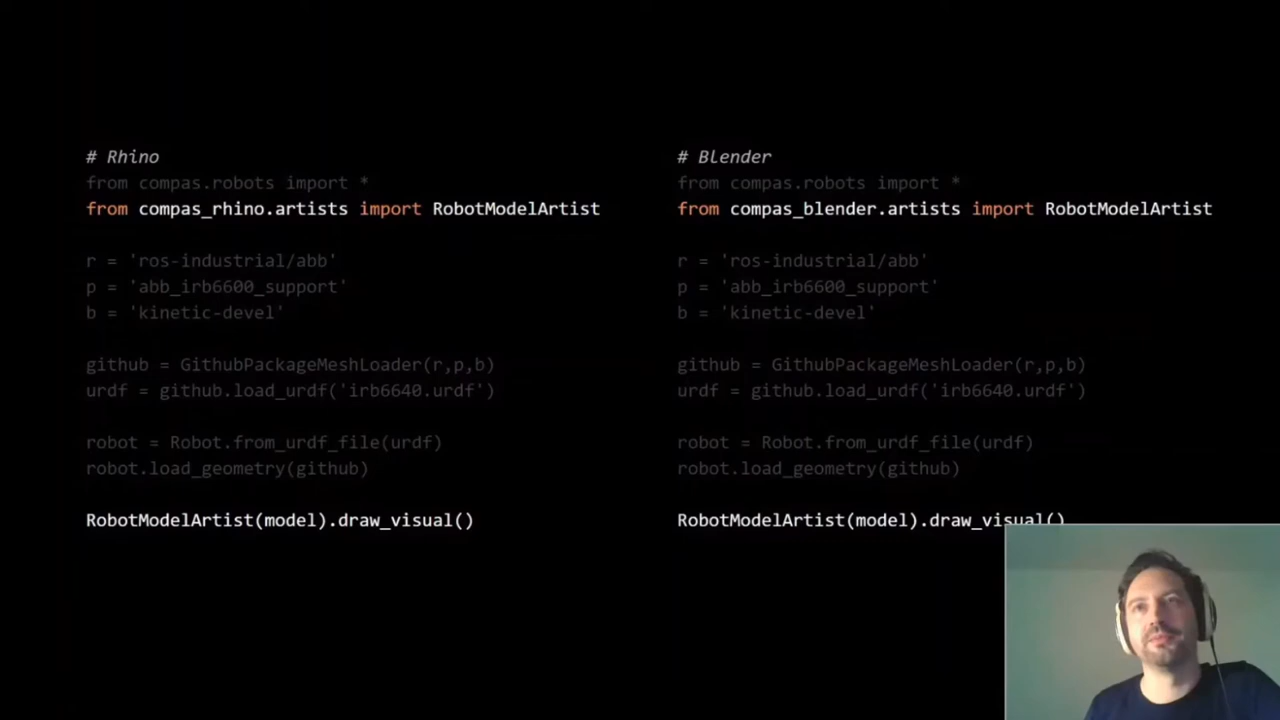 # Rhino
from compas.robots import *
from compas_rhino.artists import RobotModelArtist
r = 'ros-industrial/abb'
p = 'abb_irb6600_support'
b = 'kinetic-devel'
github = GithubPackageMeshLoader(r,p,b)
urdf = github.load_urdf('irb6640.urdf')
robot = Robot.from_urdf_file(urdf)
robot.load_geometry(github)
RobotModelArtist(model).draw_visual()
# Blender
from compas.robots import *
from compas_blender.artists import RobotModelArtist
r = 'ros-industrial/abb'
p = 'abb_irb6600_support'
b = 'kinetic-devel'
github = GithubPackageMeshLoader(r,p,b)
urdf = github.load_urdf('irb6640.urdf')
robot = Robot.from_urdf_file(urdf)
robot.load_geometry(github)
RobotModelArtist(model).draw_visual()